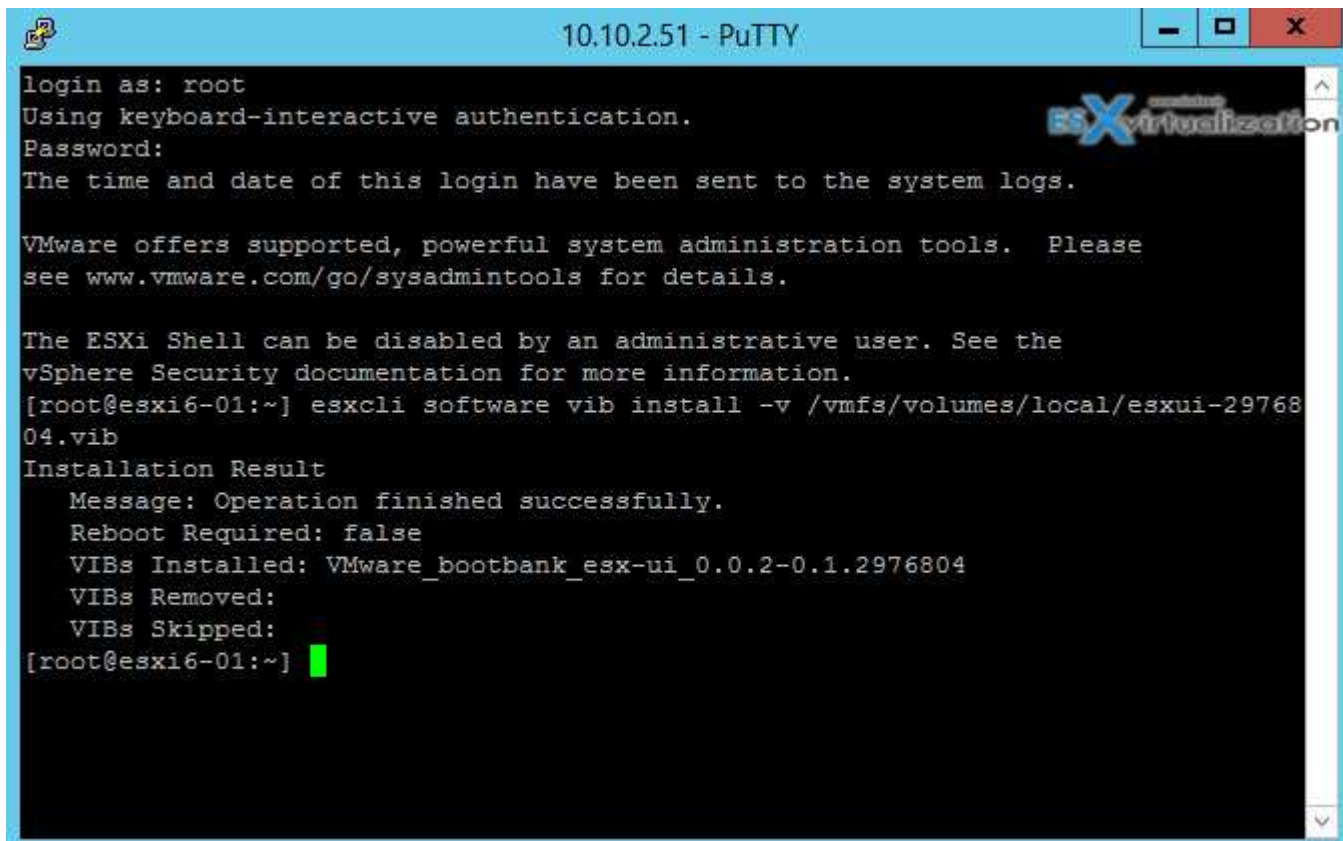 10.10.2.51 - PuTTY
login as: root
ESX virtualization
Using keyboard-interactive authentication.
Password:
The time and date of this login have been sent to the system logs.
VMware offers supported, powerful system administration tools.  Please
see www.vmware.com/go/sysadmintools for details.
The ESXi Shell can be disabled by an administrative user. See the
vSphere Security documentation for more information.
[root@esxi6-01:~] esxcli software vib install -v /vmfs/volumes/local/esxui-29768
04.vib
Installation Result
   Message: Operation finished successfully.
   Reboot Required: false
   VIBs Installed: VMware_bootbank_esx-ui_0.0.2-0.1.2976804
   VIBs Removed:
   VIBs Skipped:
[root@esxi6-01:~]